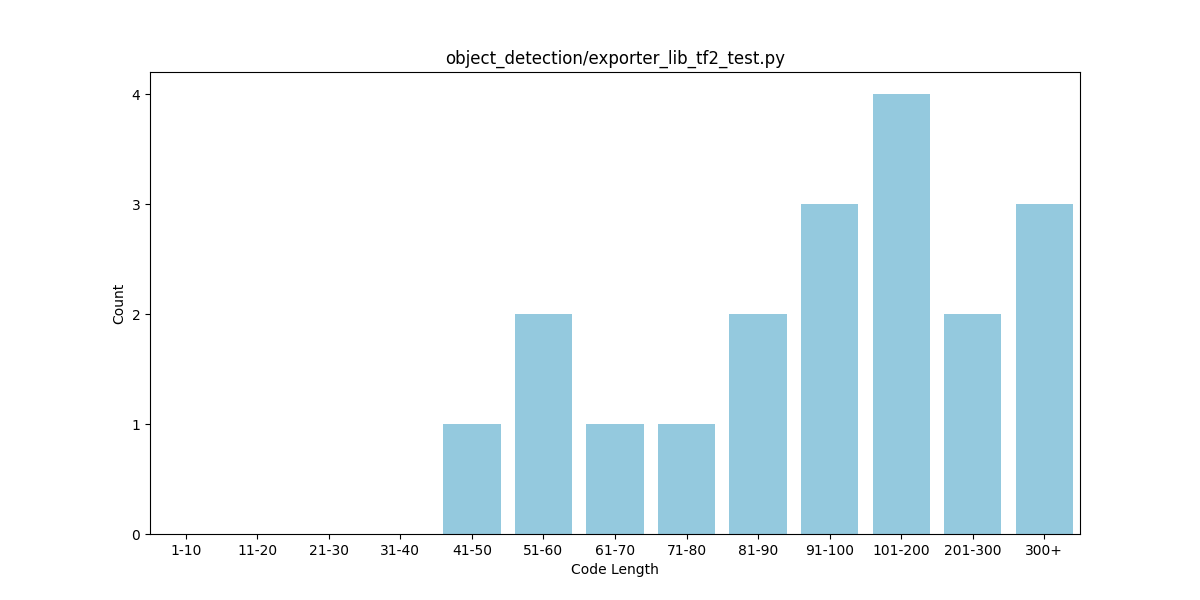 object_detection/exporter_lib_tf2_test.py
4
3
2
1
0
Count
1-10 11-20 21-30 31-40 41-50 51-60 61-70 71-80 81-90 91-100 101-200 201-300 300+
Code Length